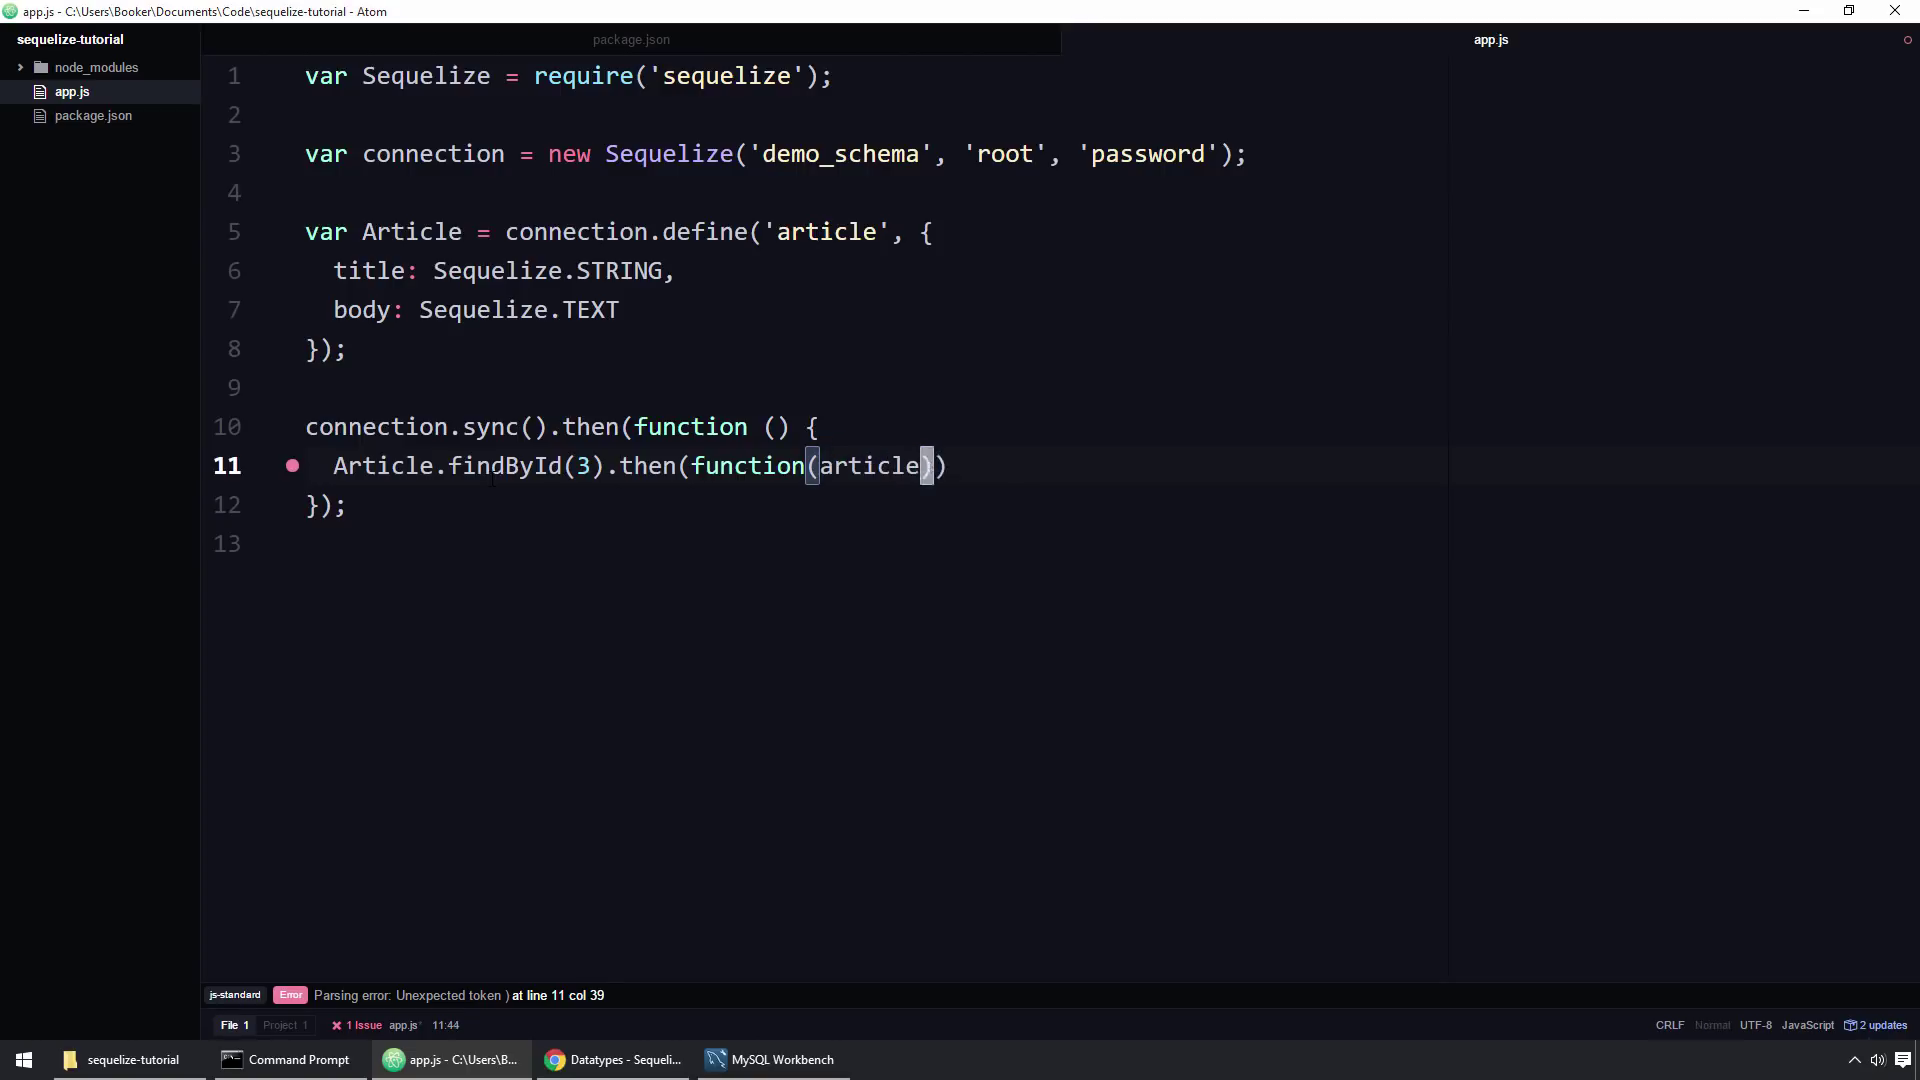 app.js - C:\Users\Booker\Documents\Code\sequelize-tutorial - Atom
sequelize-tutorial
node_modules
app.js
package.json
package.json
app.js
1 var Sequelize = require('sequelize');
2
3 var connection = new Sequelize('demo_schema', 'root', 'password');
4
5 var Article = connection.define('article', {
6 title: Sequelize.STRING,
7 body: Sequelize.TEXT
8 });
9
10 connection.sync().then(function () {
11 Article.findById(3).then(function(article))
12 });
13
js-standard Error Parsing error: Unexpected token ) at line 11 col 39
File 1 Project 1 1 Issue app.js* 11:44 CRLF Normal UTF-8 JavaScript 2 updates
sequelize-tutorial Command Prompt app.js - C:\Users\B... Datatypes - Sequeli... MySQL Workbench